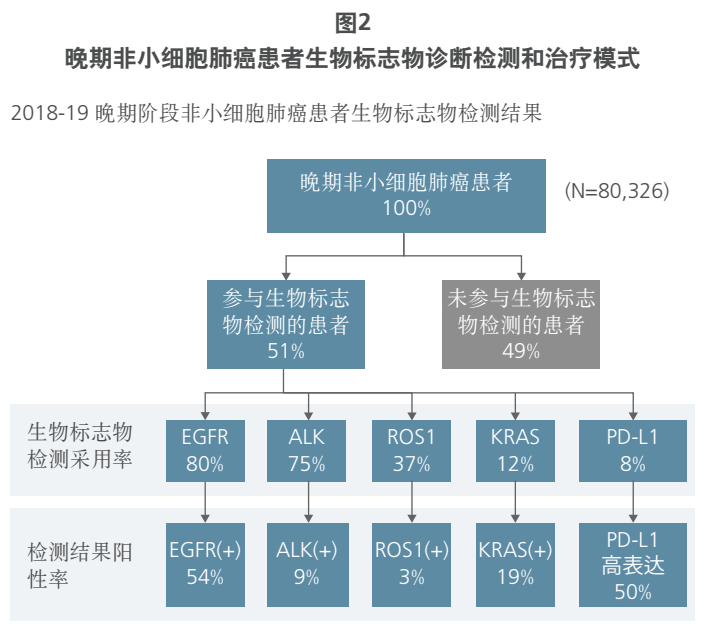 图2
晚期非小细胞肺癌患者生物标志物诊断检测和治疗模式
2018-19 晚期阶段非小细胞肺癌患者生物标志物检测结果
晚期非小细胞肺癌患者
100%
(N=80,326)
参与生物标志
物检测的患者
51%
未参与生物标志
物检测的患者
49%
生物标志物
检测采用率
EGFR
80%
ALK
75%
ROS1
37%
KRAS
12%
PD-L1
8%
检测结果阳
性率
EGFR(+)
54%
ALK(+)
9%
ROS1(+)
3%
KRAS(+)
19%
PD-L1
高表达
50%